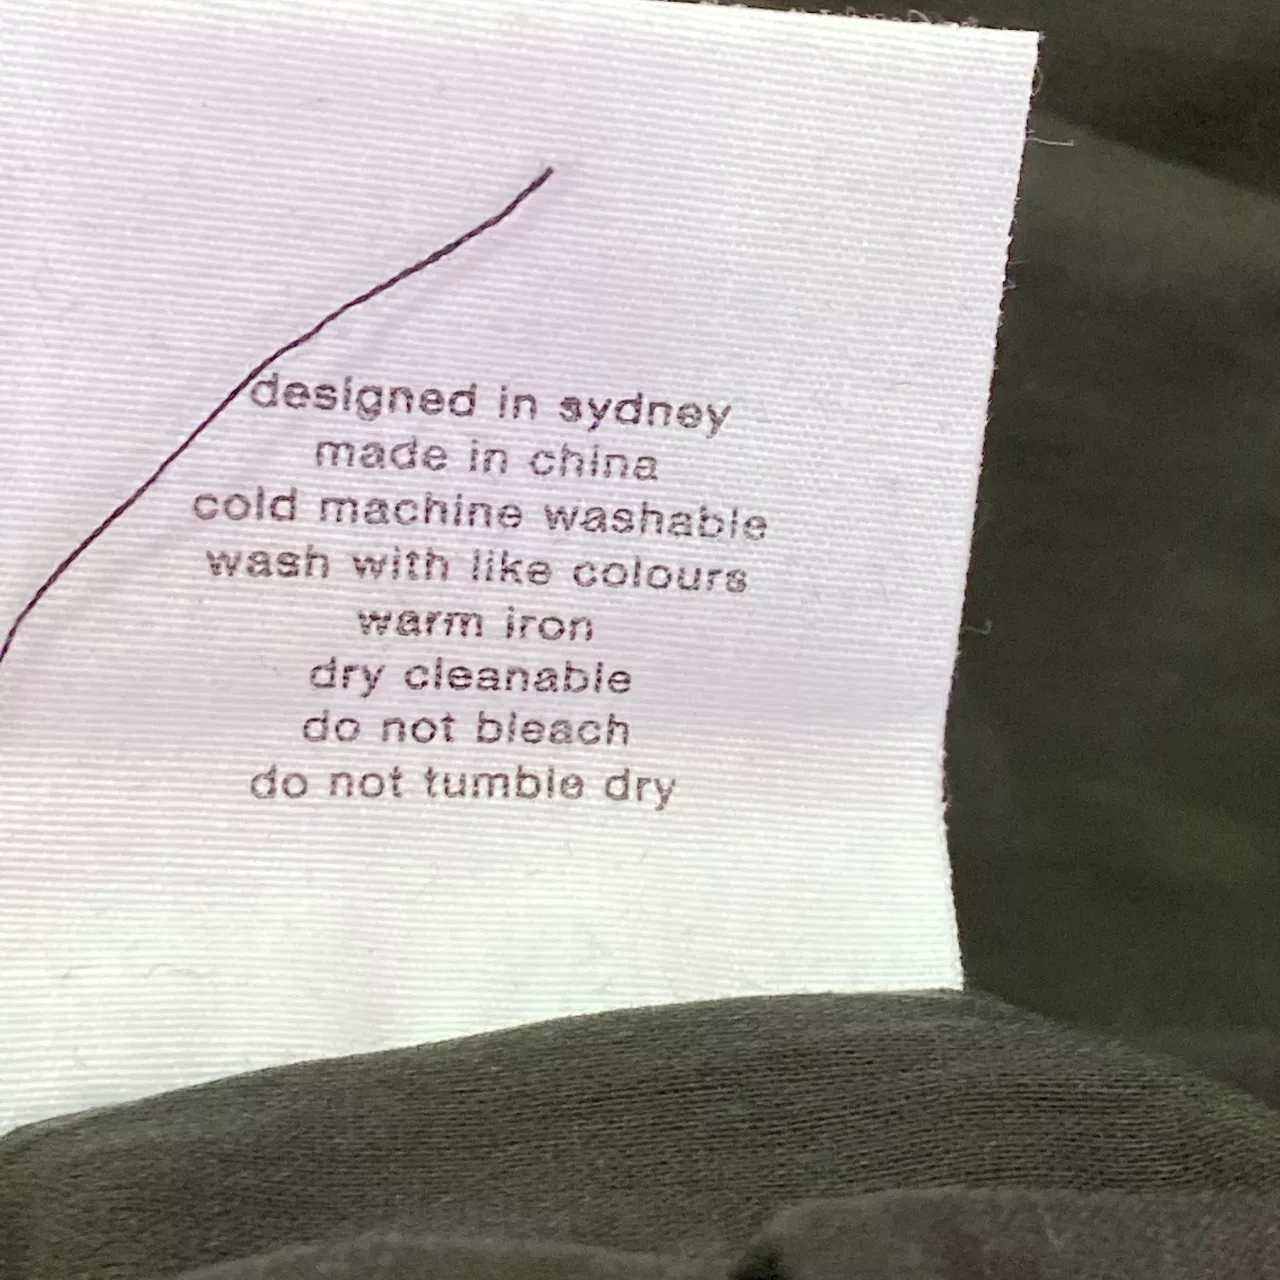 designed in sydney
made in china
cold machine washable
wash with like colours
warm iron
dry cleanable
do not bleach
do not tumble dry